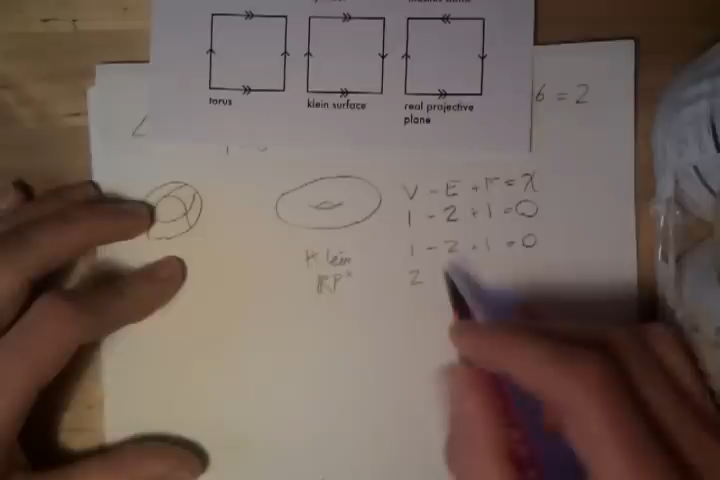 torus klein surface real projective plane
6 = 2
V - E + F = χ
1 - 2 + 1 = 0
Klein 1 - 2 + 1 = 0
RP² 2